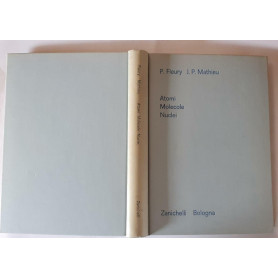 P. Fleury J. P. Mathieu
Atomi
Molecole
Nuclei
Zanichelli Bologna